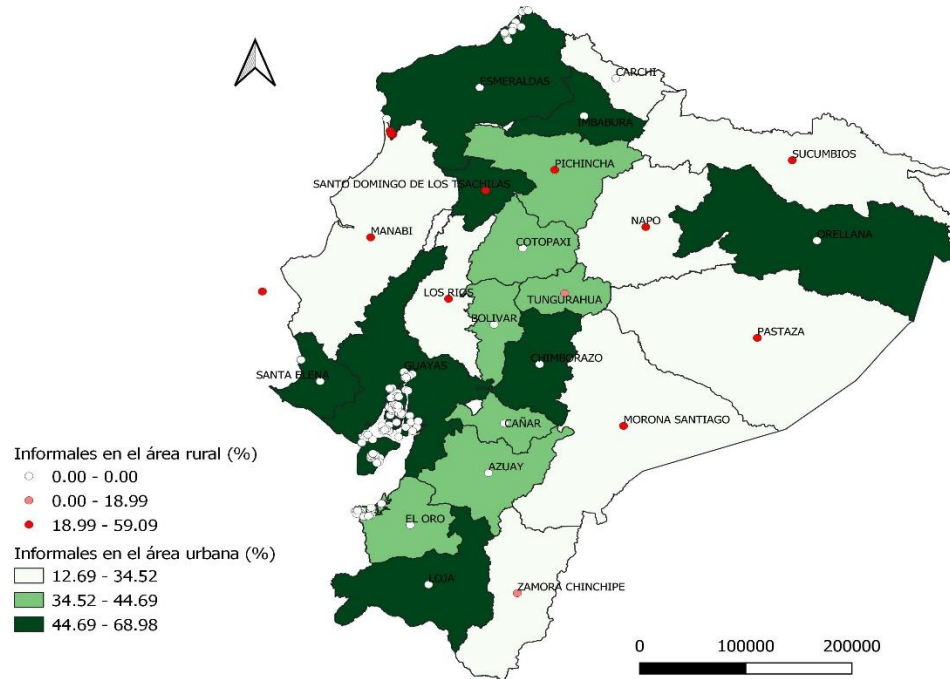 CARCHI
ESMERALDAS
IMBABURA
SUCUMBIOS
PICHINCHA
SANTO DOMINGO DE LOS TSACHILAS
NAPO
MANABI
ORELLANA
COTOPAXI
LOS RIOS
TUNGURAHUA
BOLIVAR
PASTAZA
CHIMBORAZO
GUAYAS
SANTA ELENA
MORONA SANTIAGO
CAÑAR
AZUAY
EL ORO
LOJA
ZAMORA CHINCHIPE
Informales en el área rural (%)
0.00 - 0.00
0.00 - 18.99
18.99 - 59.09
Informales en el área urbana (%)
12.69 - 34.52
34.52 - 44.69
44.69 - 68.98
0 100000 200000